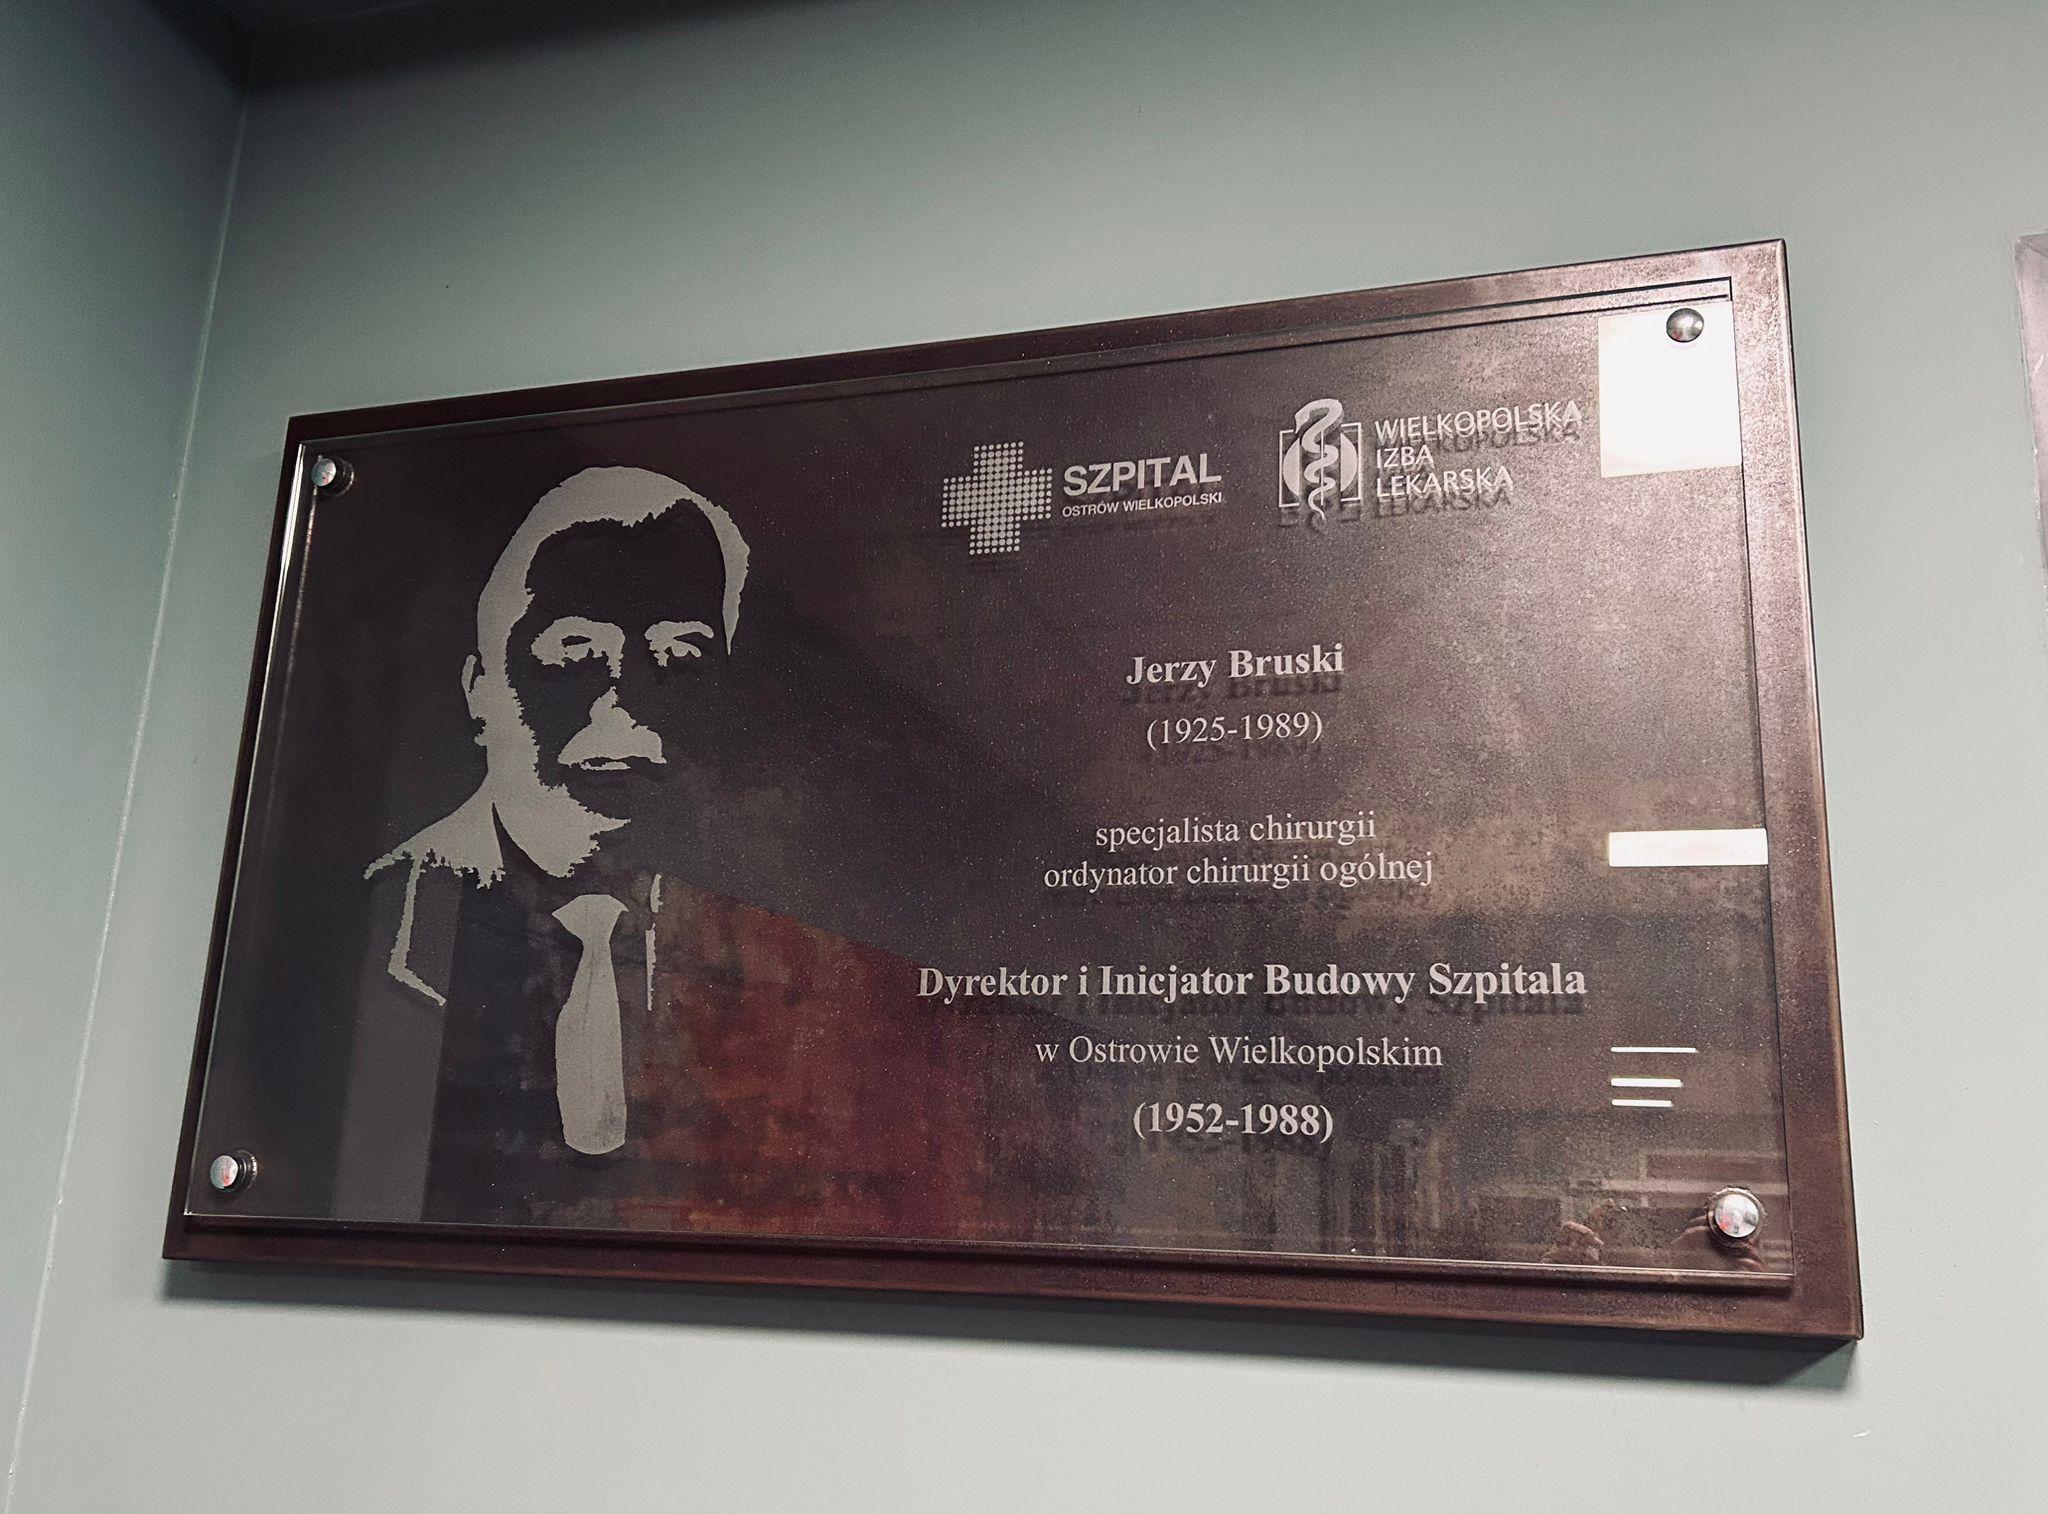 SZPITAL
OSTRÓW WIELKOPOLSKI
WIELKOPOLSKA
IZBA
LEKARSKA
Jerzy Bruski
(1925-1989)
specjalista chirurgii
ordynator chirurgii ogólnej
Dyrektor i Inicjator Budowy Szpitala
w Ostrowie Wielkopolskim
(1952-1988)